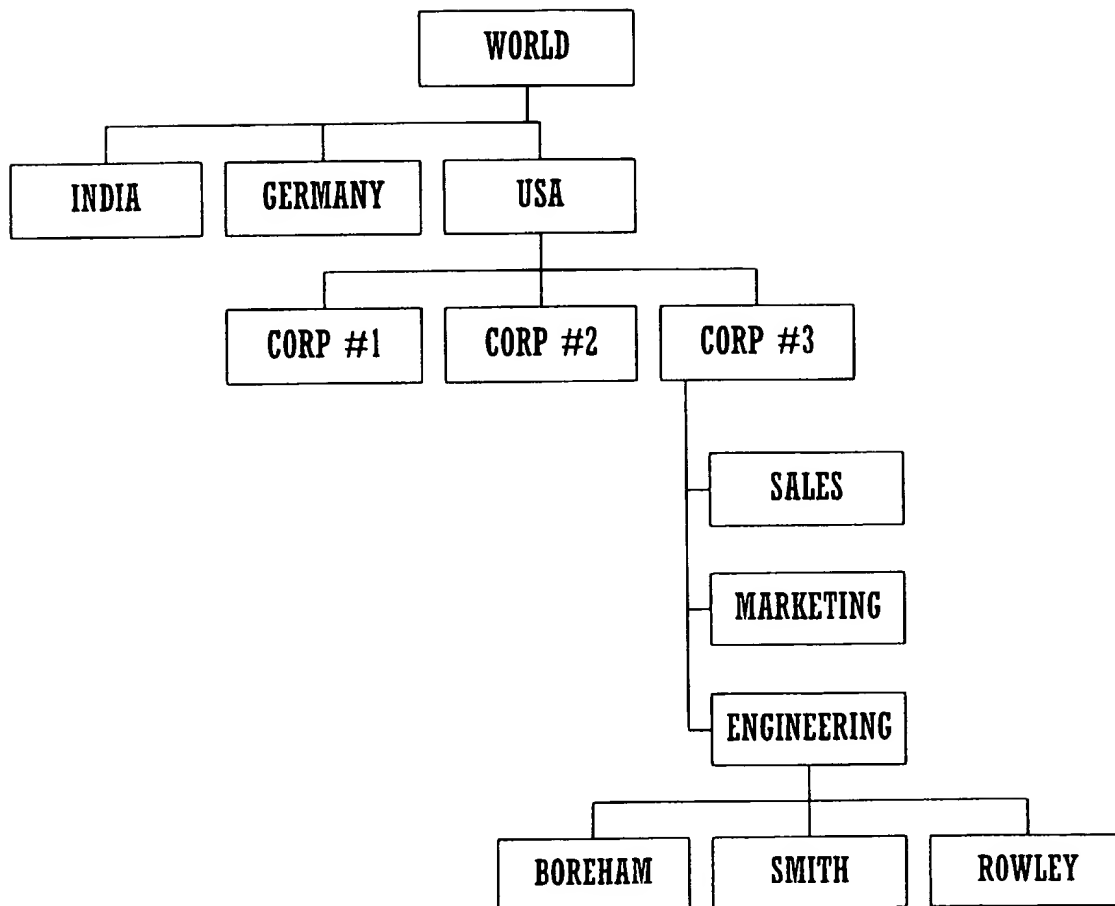 WORLD
INDIA
GERMANY
USA
CORP #1
CORP #2
CORP #3
SALES
MARKETING
ENGINEERING
BOREHAM
SMITH
ROWLEY